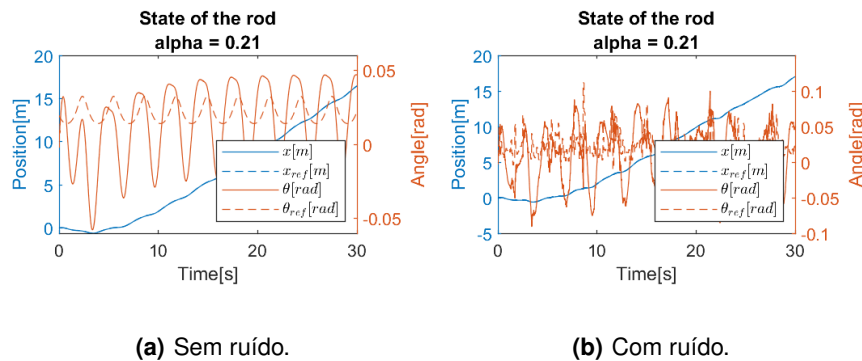 State of the rod
alpha = 0.21
20
15
10
5
0
Position[m]
0.05
0
-0.05
Angle[rad]
x[m]
x_ref[m]
θ[rad]
θ_ref[rad]
0
10
20
30
Time[s]
(a) Sem ruído.
State of the rod
alpha = 0.21
20
15
10
5
0
-5
Position[m]
0.1
0.05
0
-0.05
-0.1
Angle[rad]
x[m]
x_ref[m]
θ[rad]
θ_ref[rad]
0
10
20
30
Time[s]
(b) Com ruído.